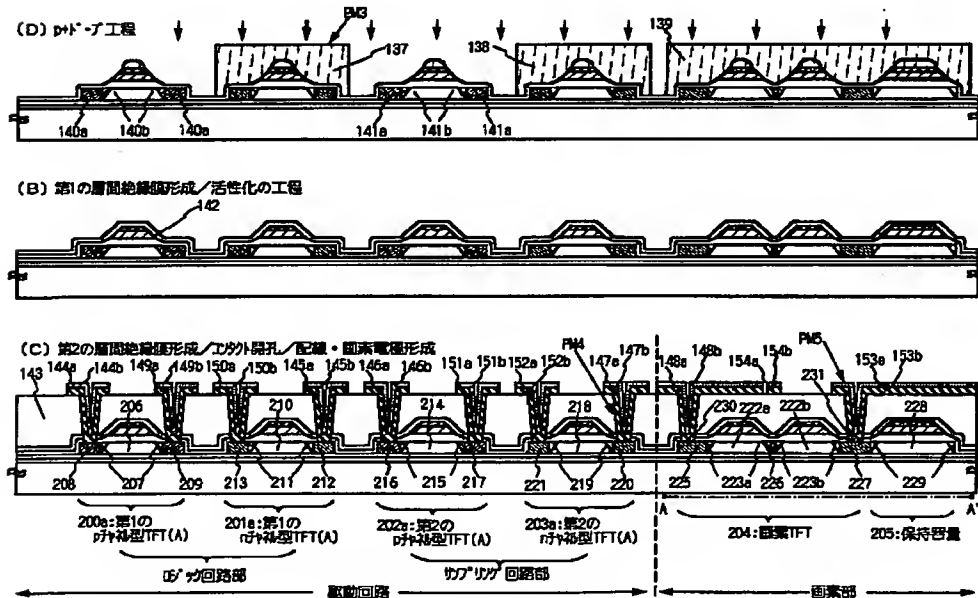 (D) p+ドープ工程
PM3
137
138
139
140a 140b 140a
141a 141b 141a
(B) 第1の層間絶縁膜形成/活性化の工程
142
(C) 第2の層間絶縁膜形成/コンタクト開孔/配線・画素電極形成
144a 144b 149a 149b 150a 150b 145a 145b 146a 146b 151a 151b 152a 152b PM4 147a 147b 148a 148b 154a 154b PM5 231 153a 153b
143 206 210 214 218 230 222a 222b 228
208 207 209 213 211 212 216 215 217 221 219 220 225 223a 226 223b 227 229
A A'
200a:第1のpチャネル型TFT(A)
201a:第1のnチャネル型TFT(A)
202a:第2のpチャネル型TFT(A)
203a:第2のnチャネル型TFT(A)
204:画素TFT
205:保持容量
ロジック回路部
サンプリング回路部
駆動回路
画素部